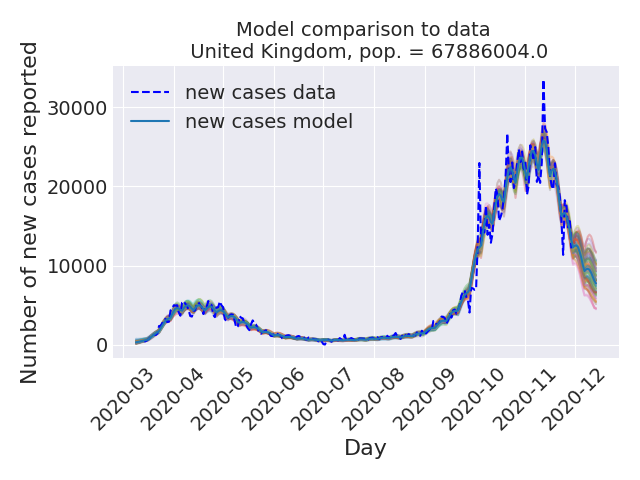 Model comparison to data
United Kingdom, pop. = 67886004.0
new cases data
new cases model
Number of new cases reported
30000
20000
10000
0
2020-03
2020-04
2020-05
2020-06
2020-07
2020-08
2020-09
2020-10
2020-11
2020-12
Day